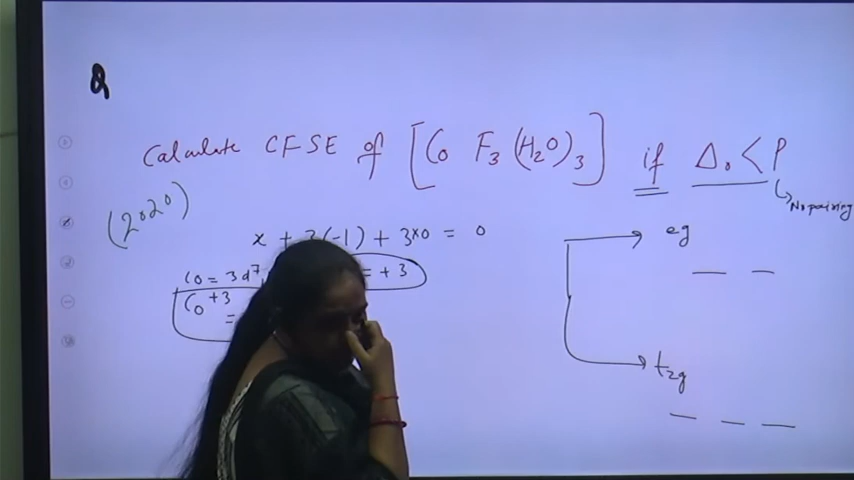 Q
Calculate CFSE of [Co F₃(H₂O)₃] if Δₒ < P
No pairing
(2020)
x + 3(-1) + 3×0 = 0
eg
Co = 3d⁷, = +3
Co⁺³
=
t₂g